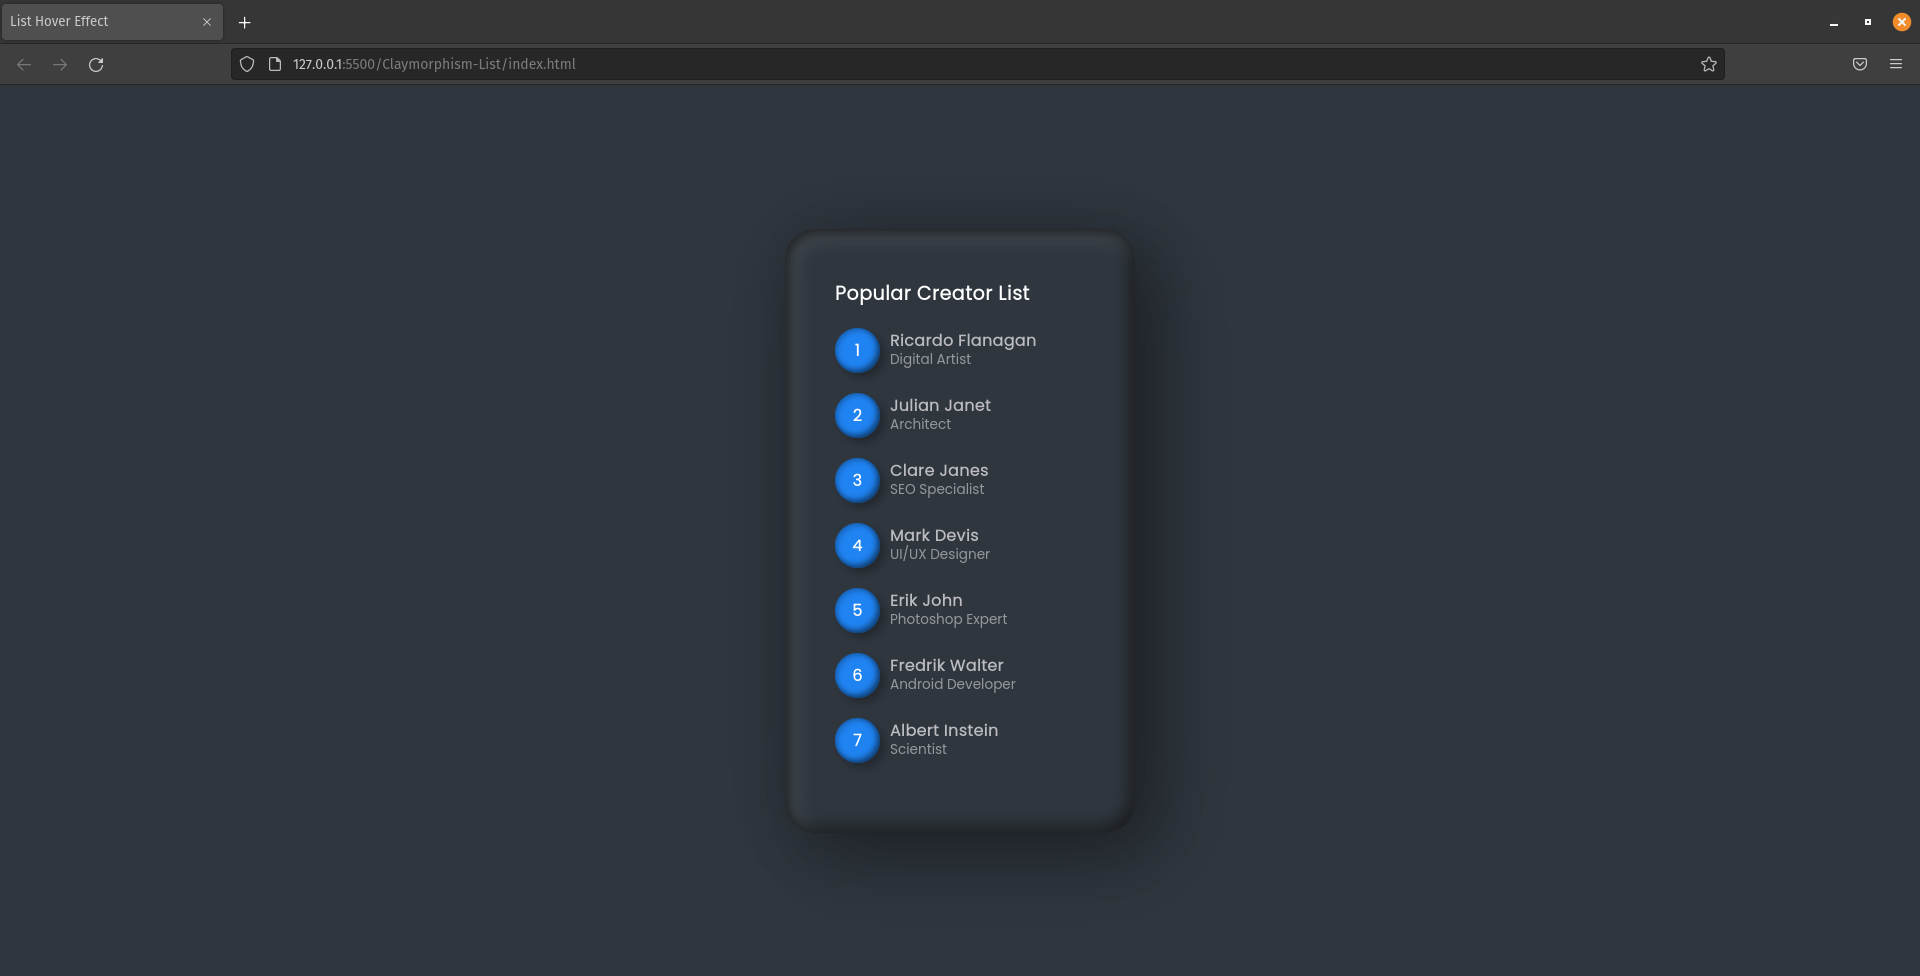 List Hover Effect
127.0.0.1:5500/Claymorphism-List/index.html
Popular Creator List
1
Ricardo Flanagan
Digital Artist
2
Julian Janet
Architect
3
Clare Janes
SEO Specialist
4
Mark Devis
UI/UX Designer
5
Erik John
Photoshop Expert
6
Fredrik Walter
Android Developer
7
Albert Instein
Scientist